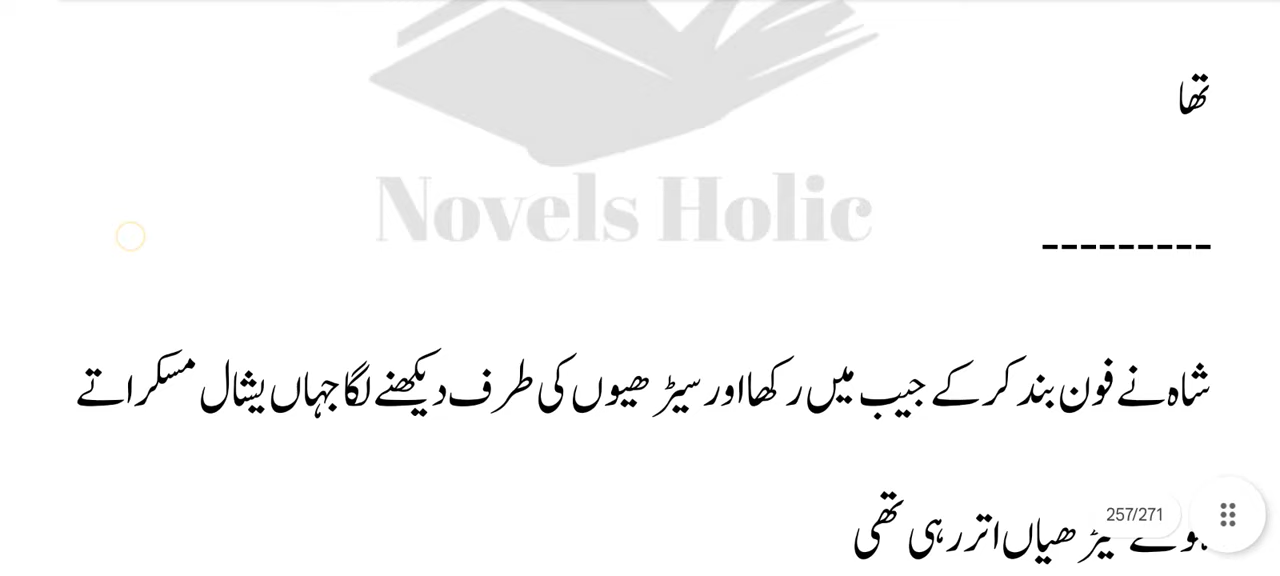 تھا
Novels Holic
---------
شاہ نے فون بند کر کے جیب میں رکھا اور سیڑھیوں کی طرف دیکھنے لگا جہاں یشال مسکراتے
ہوئے سیڑھیاں اتر رہی تھی
257/271